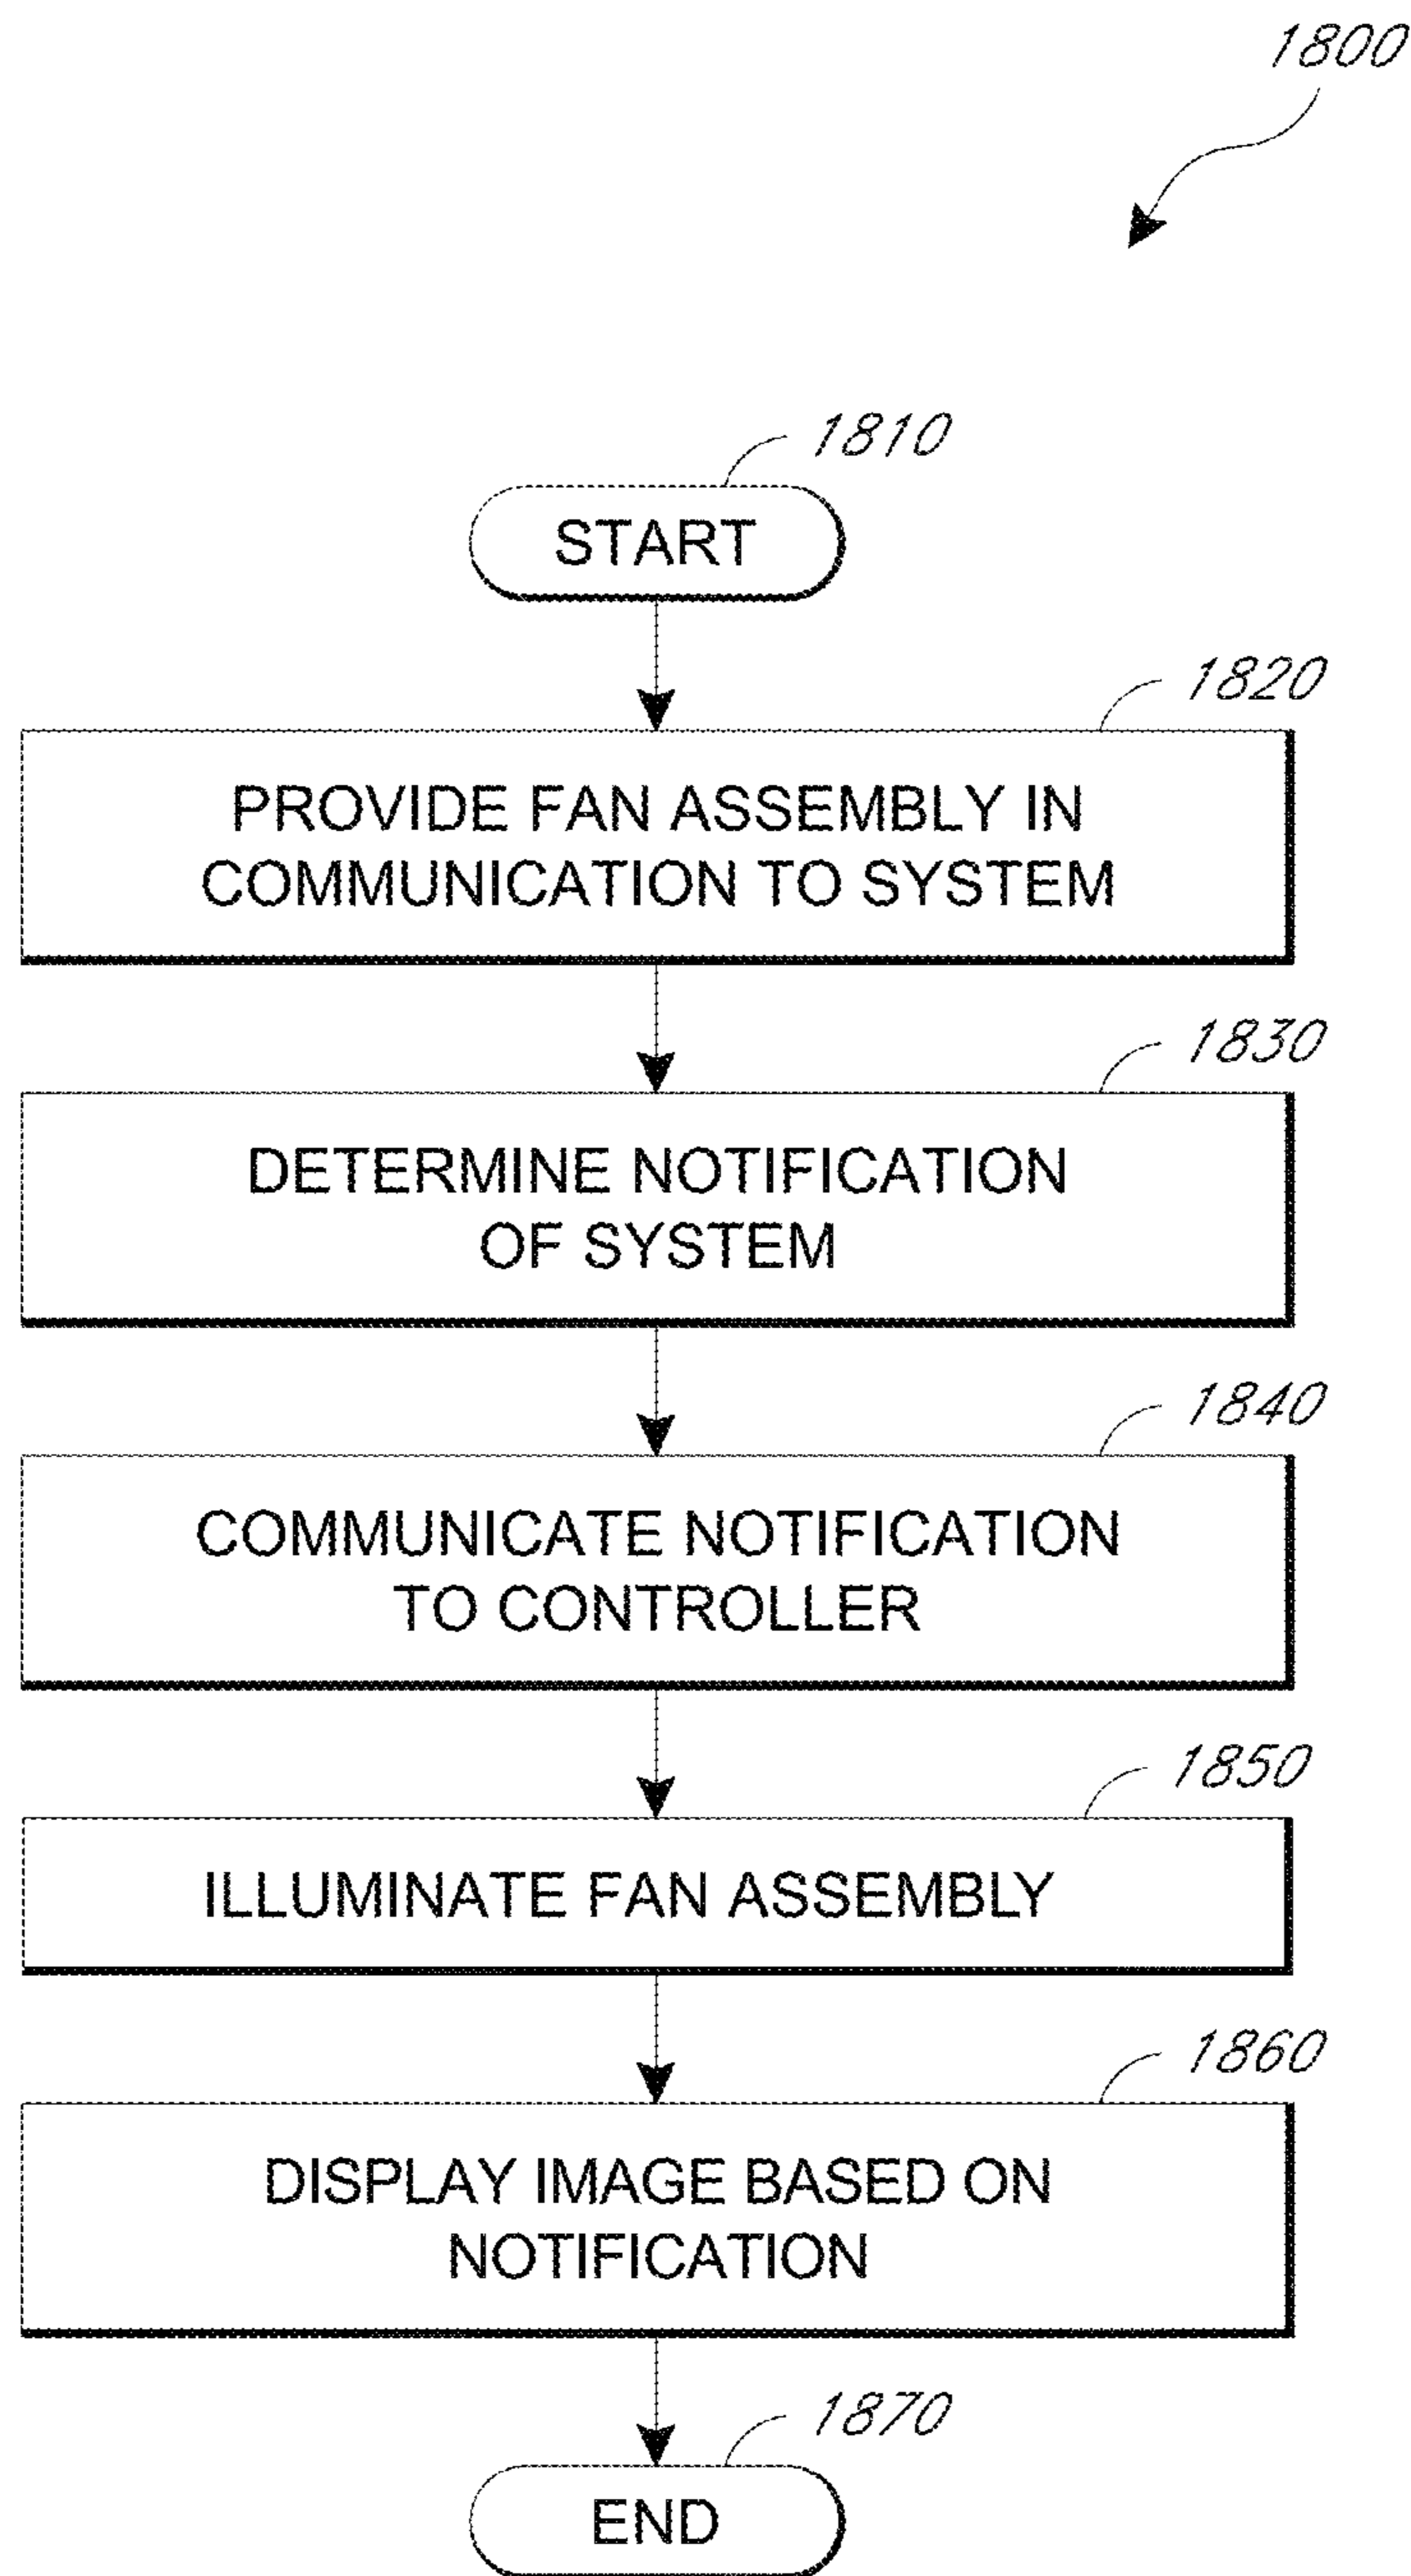 1800
1810
START
1820
PROVIDE FAN ASSEMBLY IN
COMMUNICATION TO SYSTEM
1830
DETERMINE NOTIFICATION
OF SYSTEM
1840
COMMUNICATE NOTIFICATION
TO CONTROLLER
1850
ILLUMINATE FAN ASSEMBLY
1860
DISPLAY IMAGE BASED ON
NOTIFICATION
1870
END